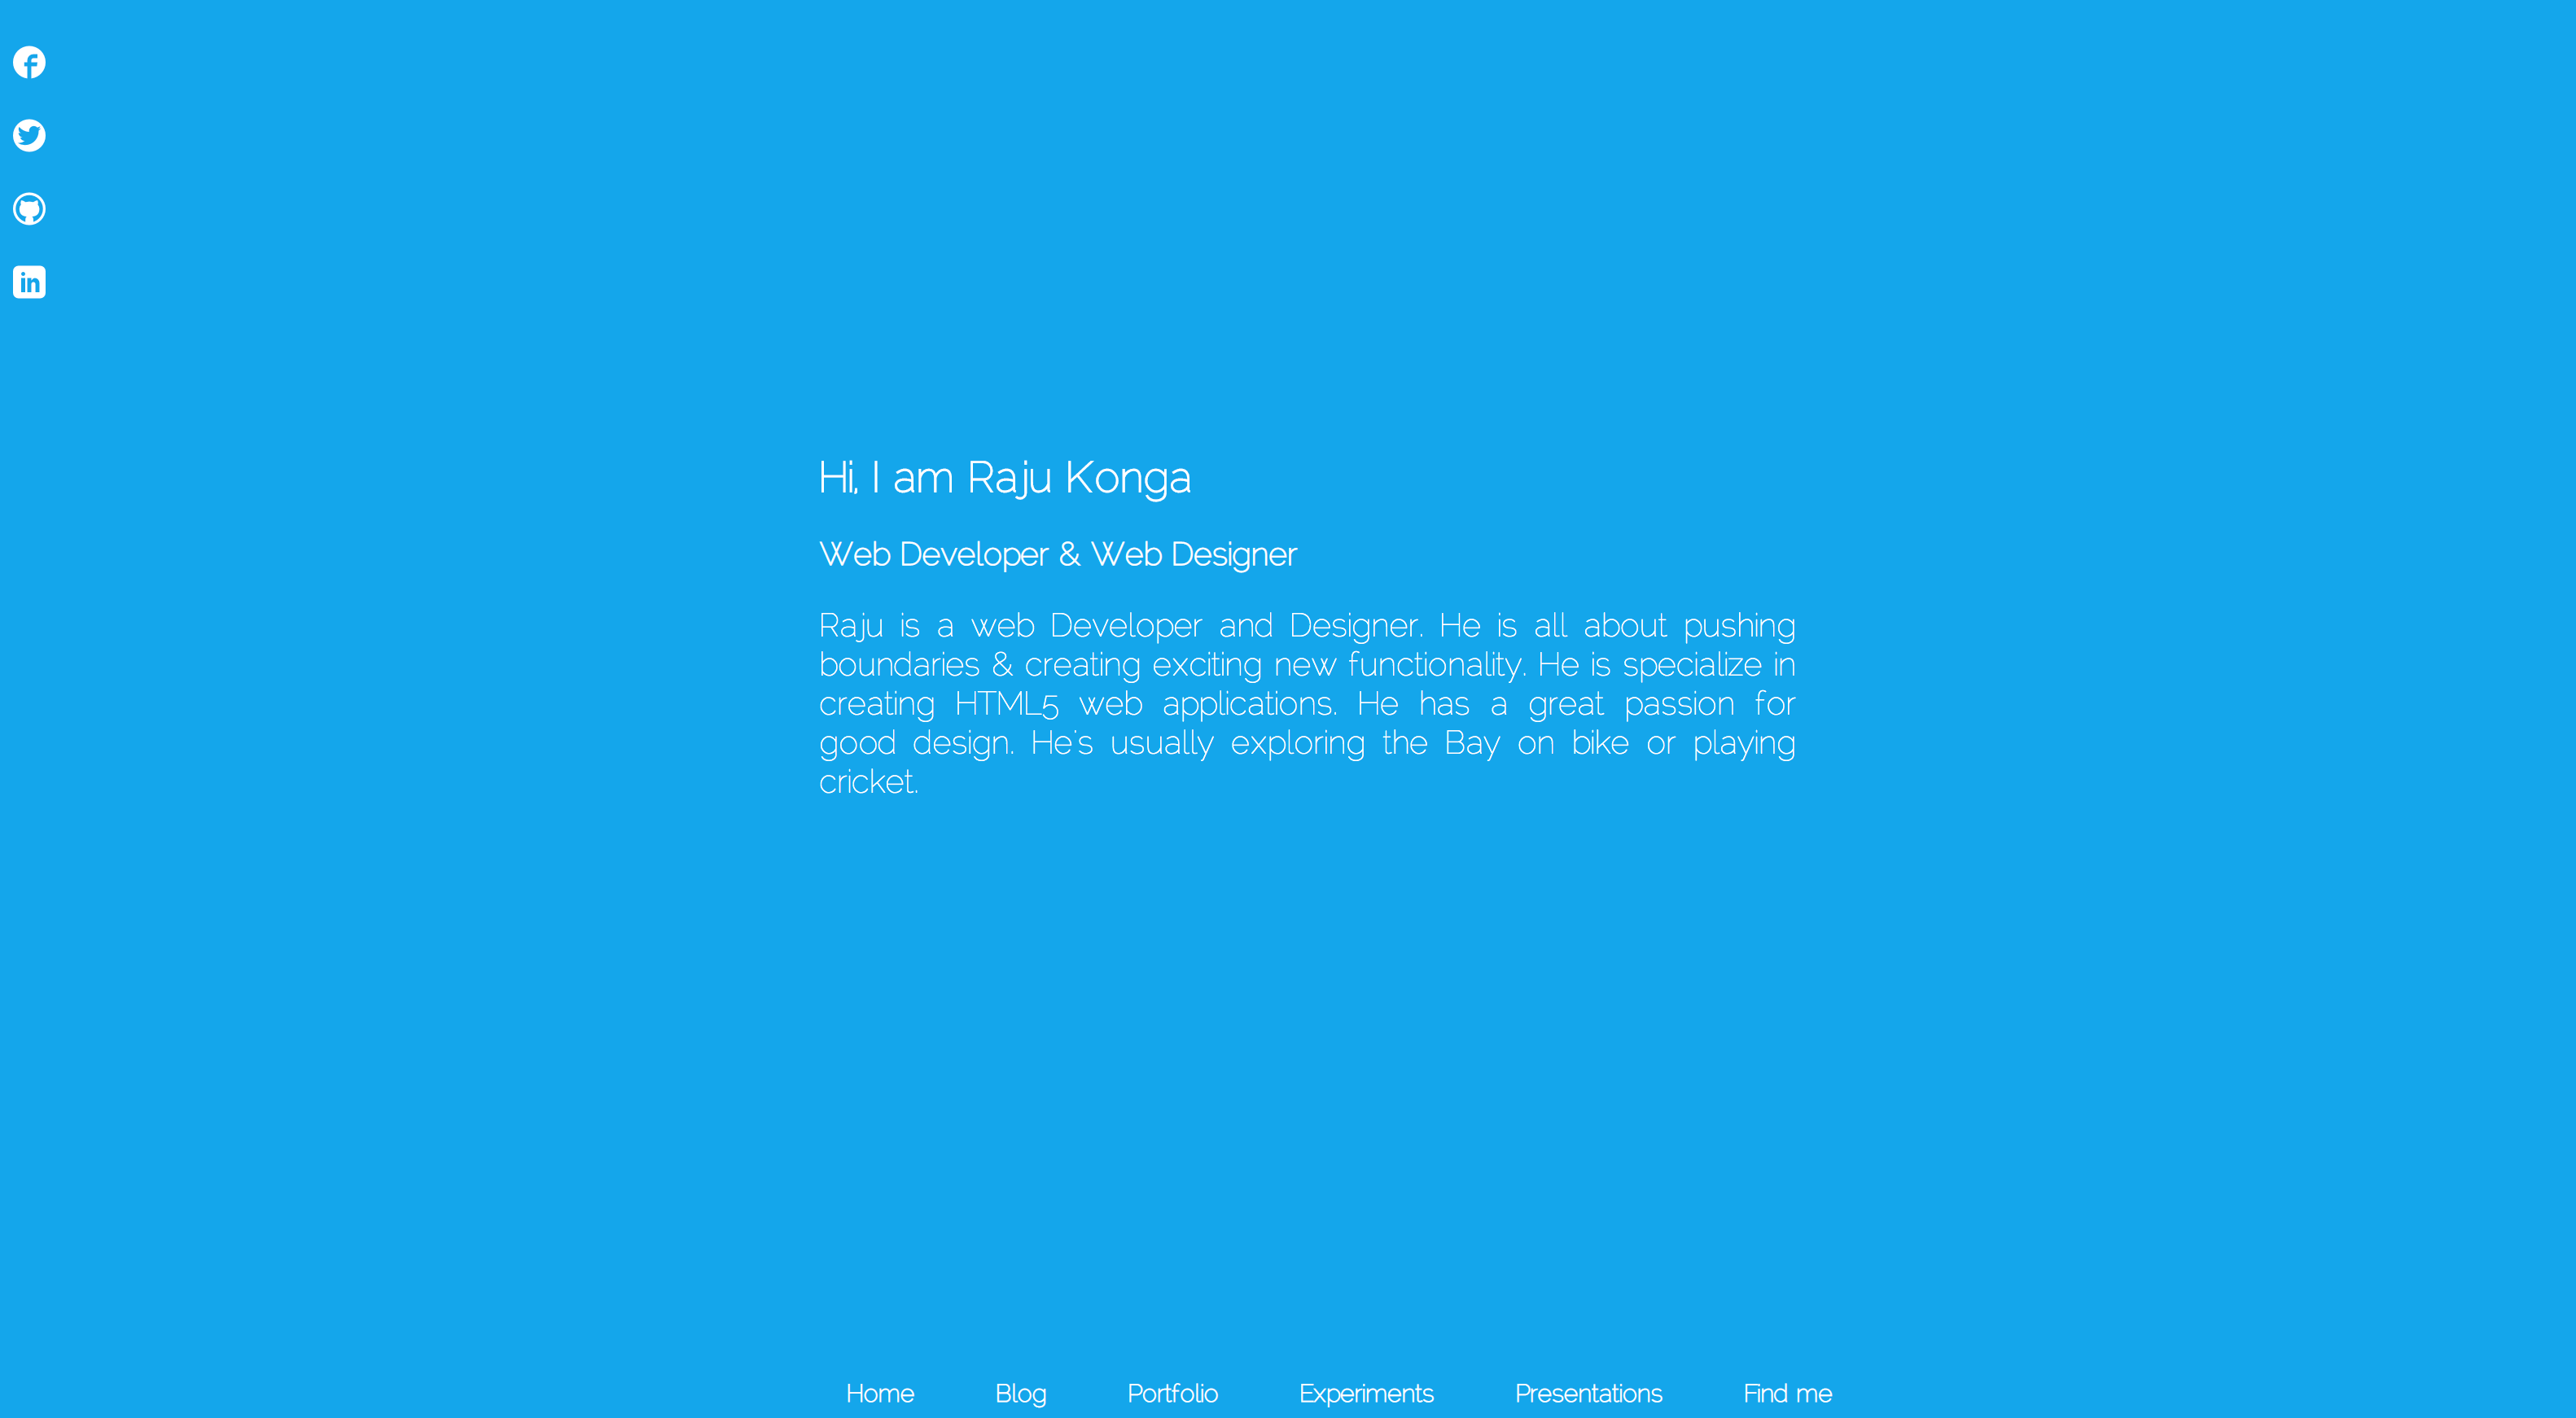 Hi, I am Raju Konga
Web Developer & Web Designer
Raju is a web Developer and Designer. He is all about pushing
boundaries & creating exciting new functionality. He is specialize in
creating HTML5 web applications. He has a great passion for
good design. He's usually exploring the Bay on bike or playing
cricket.
Home Blog Portfolio Experiments Presentations Find me